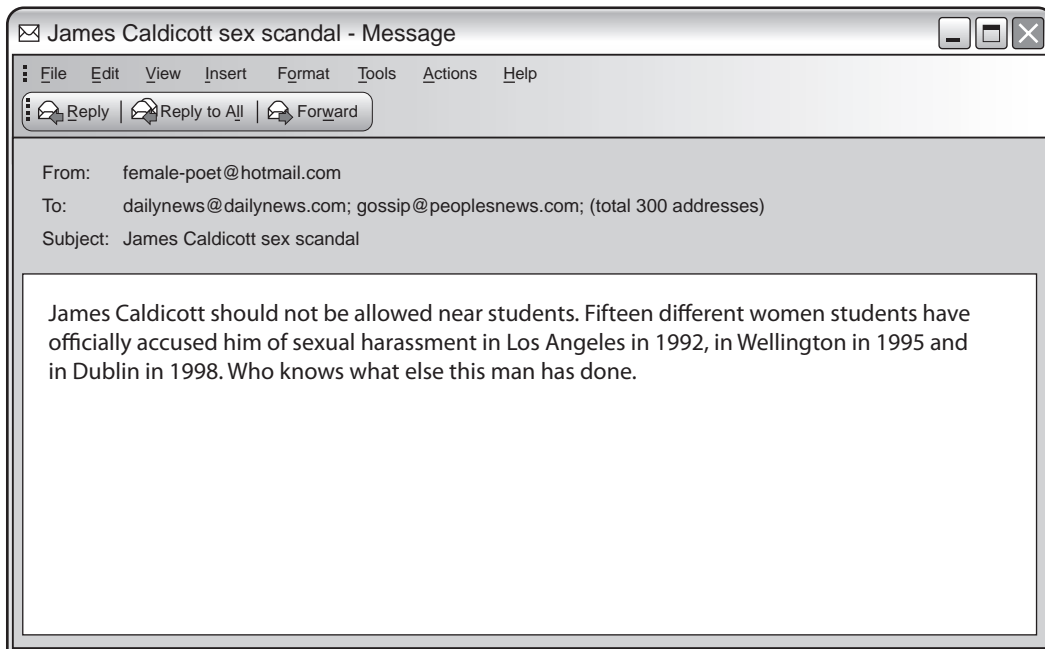 James Caldicott sex scandal - Message
File Edit View Insert Format Tools Actions Help
Reply Reply to All Forward
From: female-poet@hotmail.com
To: dailynews@dailynews.com; gossip@peoplesnews.com; (total 300 addresses)
Subject: James Caldicott sex scandal
James Caldicott should not be allowed near students. Fifteen different women students have
officially accused him of sexual harassment in Los Angeles in 1992, in Wellington in 1995 and
in Dublin in 1998. Who knows what else this man has done.